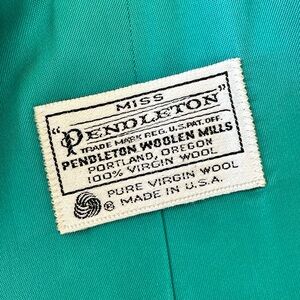 MISS
"PENDLETON"
TRADE MARK REG. U.S. PAT. OFF.
PENDLETON WOOLEN MILLS
PORTLAND, OREGON
100% VIRGIN WOOL
PURE VIRGIN WOOL
® MADE IN U.S.A.